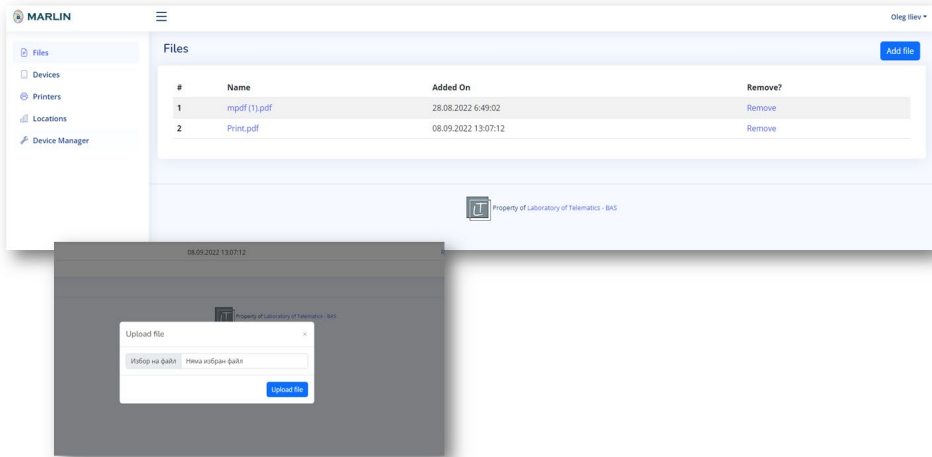 MARLIN
Oleg Iliev
Files
Devices
Printers
Locations
Device Manager
Files
Add file
# Name Added On Remove?
1 mpdf (1).pdf 28.08.2022 6:49:02 Remove
2 Print.pdf 08.09.2022 13:07:12 Remove
LT Property of Laboratory of Telematics - BAS
08.09.2022 13:07:12 R
LT Property of Laboratory of Telematics - BAS
Upload file ×
Избор на файл Няма избран файл
Upload file